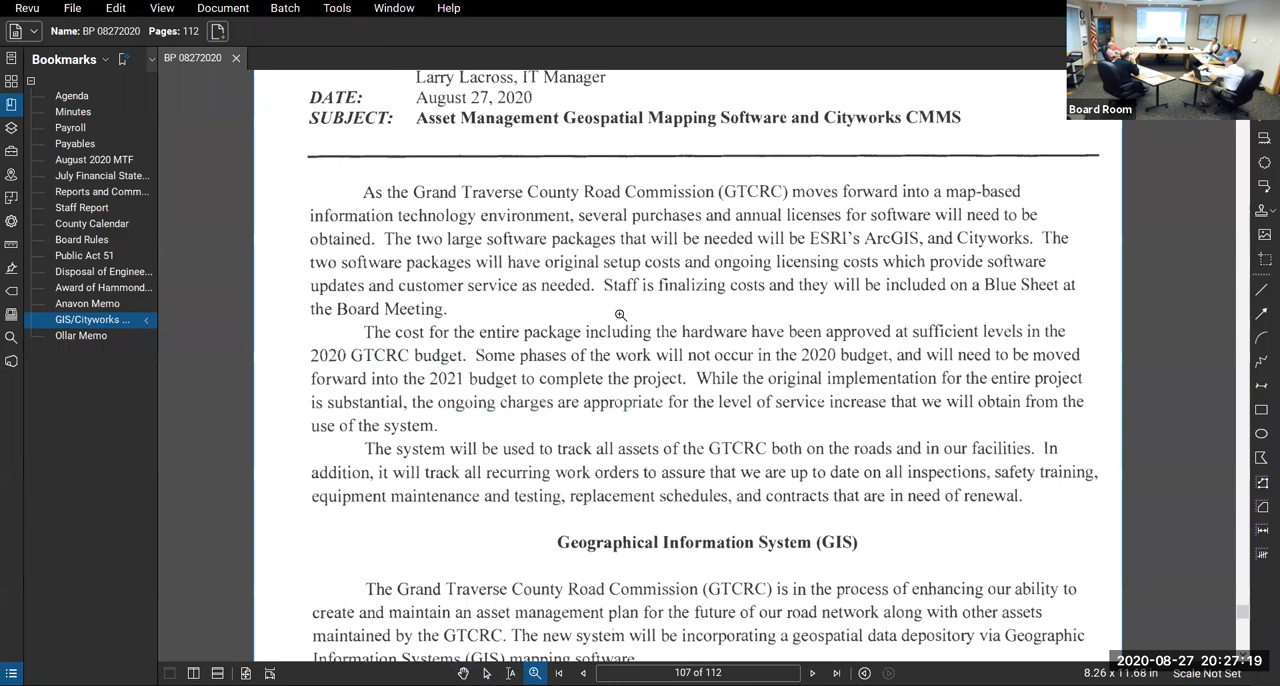 Revu File Edit View Document Batch Tools Window Help
Name: BP 08272020 Pages: 112
Bookmarks
BP 08272020
Agenda
Minutes
Payroll
Payables
August 2020 MTF
July Financial State...
Reports and Comm...
Staff Report
County Calendar
Board Rules
Public Act 51
Disposal of Enginee...
Award of Hammond...
Anavon Memo
GIS/Cityworks ...
Ollar Memo
Larry Lacross, IT Manager
DATE: August 27, 2020
SUBJECT: Asset Management Geospatial Mapping Software and Cityworks CMMS
As the Grand Traverse County Road Commission (GTCRC) moves forward into a map-based
information technology environment, several purchases and annual licenses for software will need to be
obtained. The two large software packages that will be needed will be ESRI's ArcGIS, and Cityworks. The
two software packages will have original setup costs and ongoing licensing costs which provide software
updates and customer service as needed. Staff is finalizing costs and they will be included on a Blue Sheet at
the Board Meeting.
The cost for the entire package including the hardware have been approved at sufficient levels in the
2020 GTCRC budget. Some phases of the work will not occur in the 2020 budget, and will need to be moved
forward into the 2021 budget to complete the project. While the original implementation for the entire project
is substantial, the ongoing charges are appropriate for the level of service increase that we will obtain from the
use of the system.
The system will be used to track all assets of the GTCRC both on the roads and in our facilities. In
addition, it will track all recurring work orders to assure that we are up to date on all inspections, safety training,
equipment maintenance and testing, replacement schedules, and contracts that are in need of renewal.
Geographical Information System (GIS)
The Grand Traverse County Road Commission (GTCRC) is in the process of enhancing our ability to
create and maintain an asset management plan for the future of our road network along with other assets
maintained by the GTCRC. The new system will be incorporating a geospatial data depository via Geographic
Information Systems (GIS) mapping software.
Board Room
107 of 112
8.26 x 11.68 in Scale Not Set
2020-08-27 20:27:19